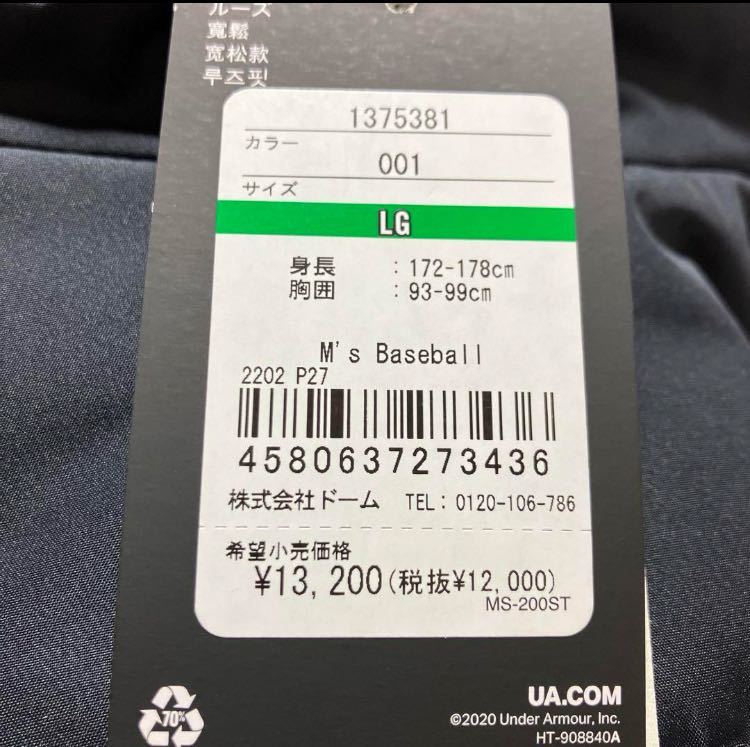 ルーズ
寬鬆
宽松款
루즈핏
1375381
カラー
001
サイズ
LG
身長 : 172-178cm
胸囲 : 93-99cm
M's Baseball
2202 P27
4580637273436
株式会社ドーム TEL: 0120-106-786
希望小売価格
¥13,200(税抜¥12,000)
MS-200ST
70%
UA.COM
©2020 Under Armour, Inc.
HT-908840A